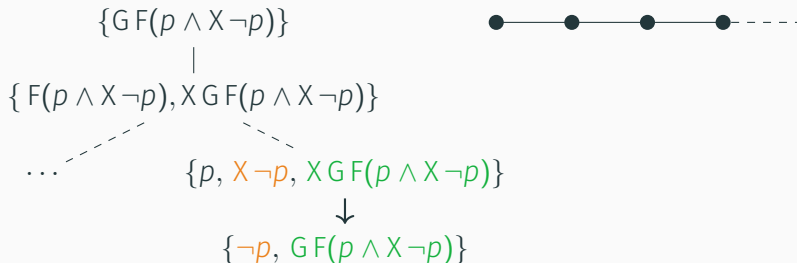 {G F(p ∧ X ¬p)}
{ F(p ∧ X ¬p), X G F(p ∧ X ¬p)}
... {p, X ¬p, X G F(p ∧ X ¬p)}
{¬p, G F(p ∧ X ¬p)}